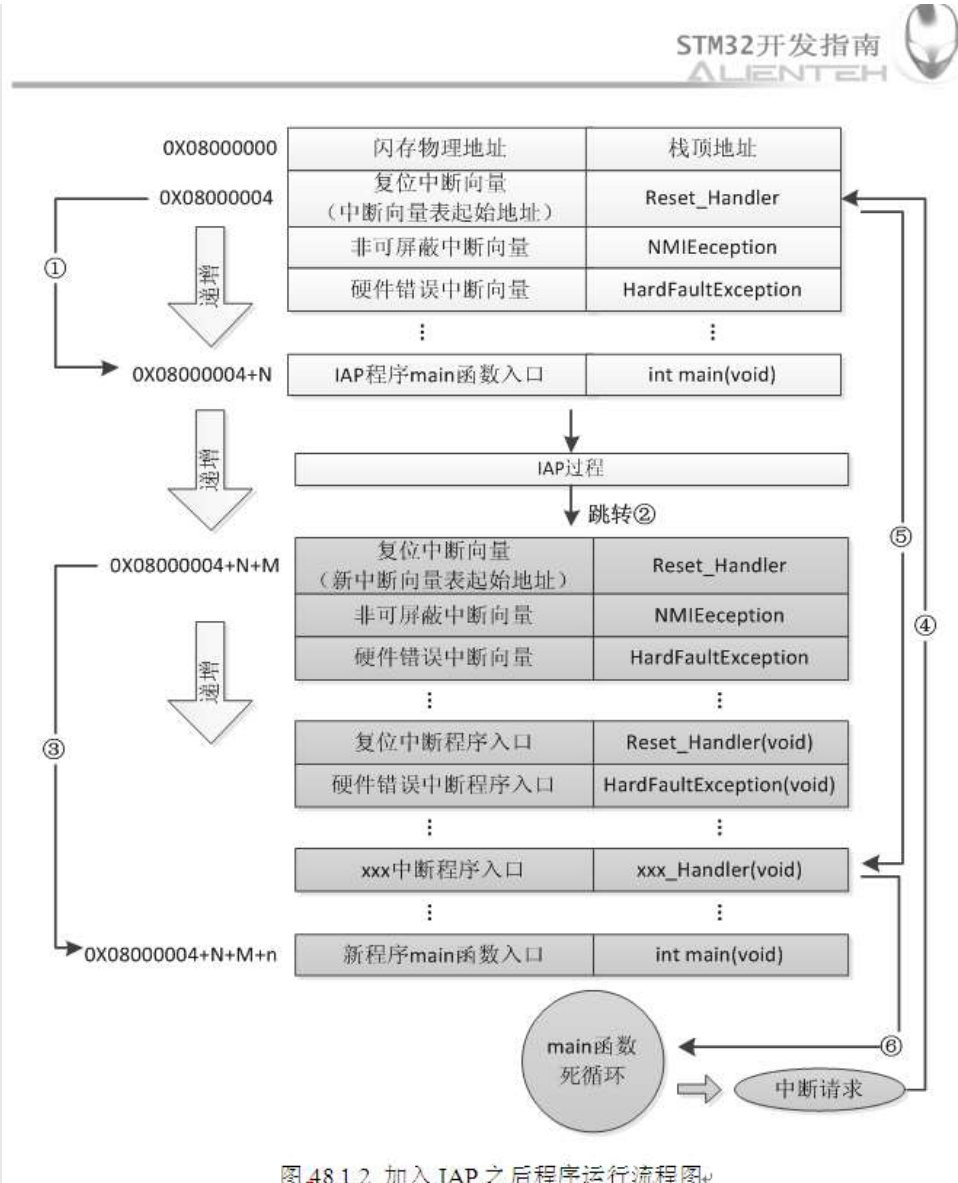 STM32开发指南
ALIENTEK
0X08000000 闪存物理地址 栈顶地址
0X08000004 复位中断向量 Reset_Handler
（中断向量表起始地址）
① 非可屏蔽中断向量 NMIEeception
递增 硬件错误中断向量 HardFaultException
⋮ ⋮
0X08000004+N IAP程序main函数入口 int main(void)
递增 IAP过程
跳转②
⑤
0X08000004+N+M 复位中断向量 Reset_Handler
（新中断向量表起始地址）
非可屏蔽中断向量 NMIEeception ④
递增 硬件错误中断向量 HardFaultException
⋮ ⋮
③ 复位中断程序入口 Reset_Handler(void)
硬件错误中断程序入口 HardFaultException(void)
⋮ ⋮
xxx中断程序入口 xxx_Handler(void)
⋮ ⋮
0X08000004+N+M+n 新程序main函数入口 int main(void)
main函数 ⑥
死循环
中断请求
图 48.1.2 加入 IAP 之后程序运行流程图